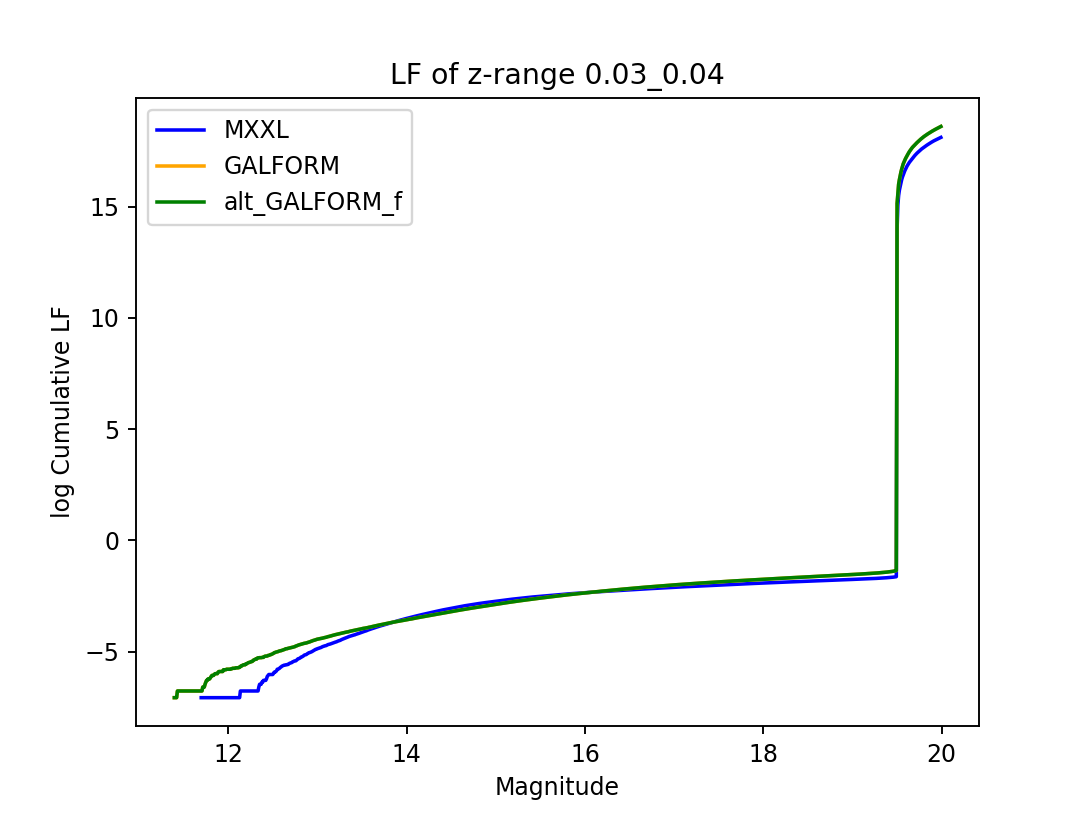 LF of z-range 0.03_0.04
MXXL
GALFORM
alt_GALFORM_f
log Cumulative LF
15
10
5
0
−5
12
14
16
18
20
Magnitude